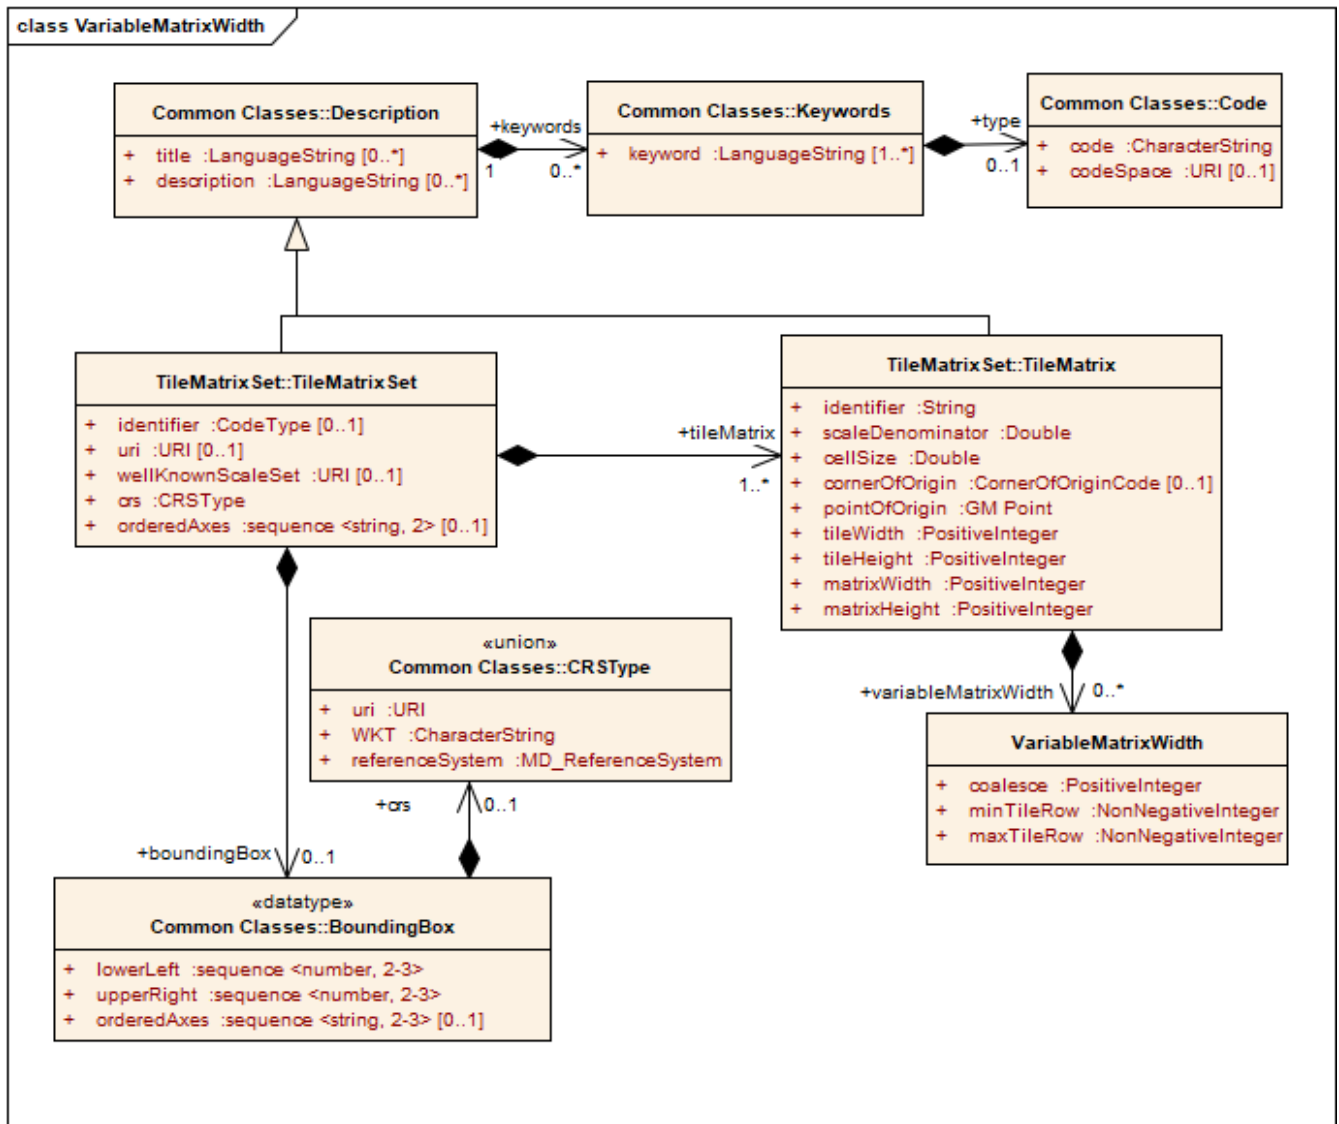 class VariableMatrixWidth
Common Classes::Description
+ title :LanguageString [0..*]
+ description :LanguageString [0..*]
+keywords
1
0..*
Common Classes::Keywords
+ keyword :LanguageString [1..*]
+type
0..1
Common Classes::Code
+ code :CharacterString
+ codeSpace :URI [0..1]
TileMatrixSet::TileMatrixSet
+ identifier :CodeType [0..1]
+ uri :URI [0..1]
+ wellKnownScaleSet :URI [0..1]
+ crs :CRSType
+ orderedAxes :sequence <string, 2> [0..1]
+tileMatrix
1..*
TileMatrixSet::TileMatrix
+ identifier :String
+ scaleDenominator :Double
+ cellSize :Double
+ cornerOfOrigin :CornerOfOriginCode [0..1]
+ pointOfOrigin :GM Point
+ tileWidth :PositiveInteger
+ tileHeight :PositiveInteger
+ matrixWidth :PositiveInteger
+ matrixHeight :PositiveInteger
«union»
Common Classes::CRSType
+ uri :URI
+ WKT :CharacterString
+ referenceSystem :MD_ReferenceSystem
+variableMatrixWidth
0..*
VariableMatrixWidth
+ coalesce :PositiveInteger
+ minTileRow :NonNegativeInteger
+ maxTileRow :NonNegativeInteger
+crs
0..1
+boundingBox
0..1
«datatype»
Common Classes::BoundingBox
+ lowerLeft :sequence <number, 2-3>
+ upperRight :sequence <number, 2-3>
+ orderedAxes :sequence <string, 2-3> [0..1]